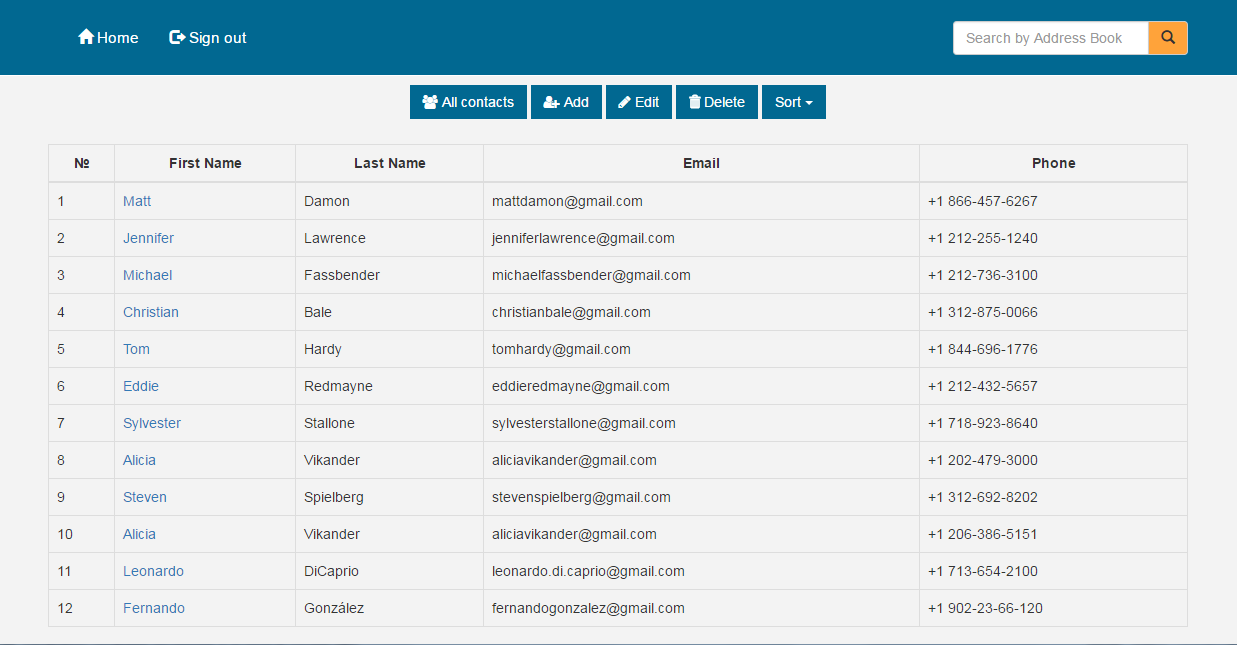 Home Sign out Search by Address Book
All contacts Add Edit Delete Sort
№ First Name Last Name Email Phone
1 Matt Damon mattdamon@gmail.com +1 866-457-6267
2 Jennifer Lawrence jenniferlawrence@gmail.com +1 212-255-1240
3 Michael Fassbender michaelfassbender@gmail.com +1 212-736-3100
4 Christian Bale christianbale@gmail.com +1 312-875-0066
5 Tom Hardy tomhardy@gmail.com +1 844-696-1776
6 Eddie Redmayne eddieredmayne@gmail.com +1 212-432-5657
7 Sylvester Stallone sylvesterstallone@gmail.com +1 718-923-8640
8 Alicia Vikander aliciavikander@gmail.com +1 202-479-3000
9 Steven Spielberg stevenspielberg@gmail.com +1 312-692-8202
10 Alicia Vikander aliciavikander@gmail.com +1 206-386-5151
11 Leonardo DiCaprio leonardo.di.caprio@gmail.com +1 713-654-2100
12 Fernando González fernandogonzalez@gmail.com +1 902-23-66-120